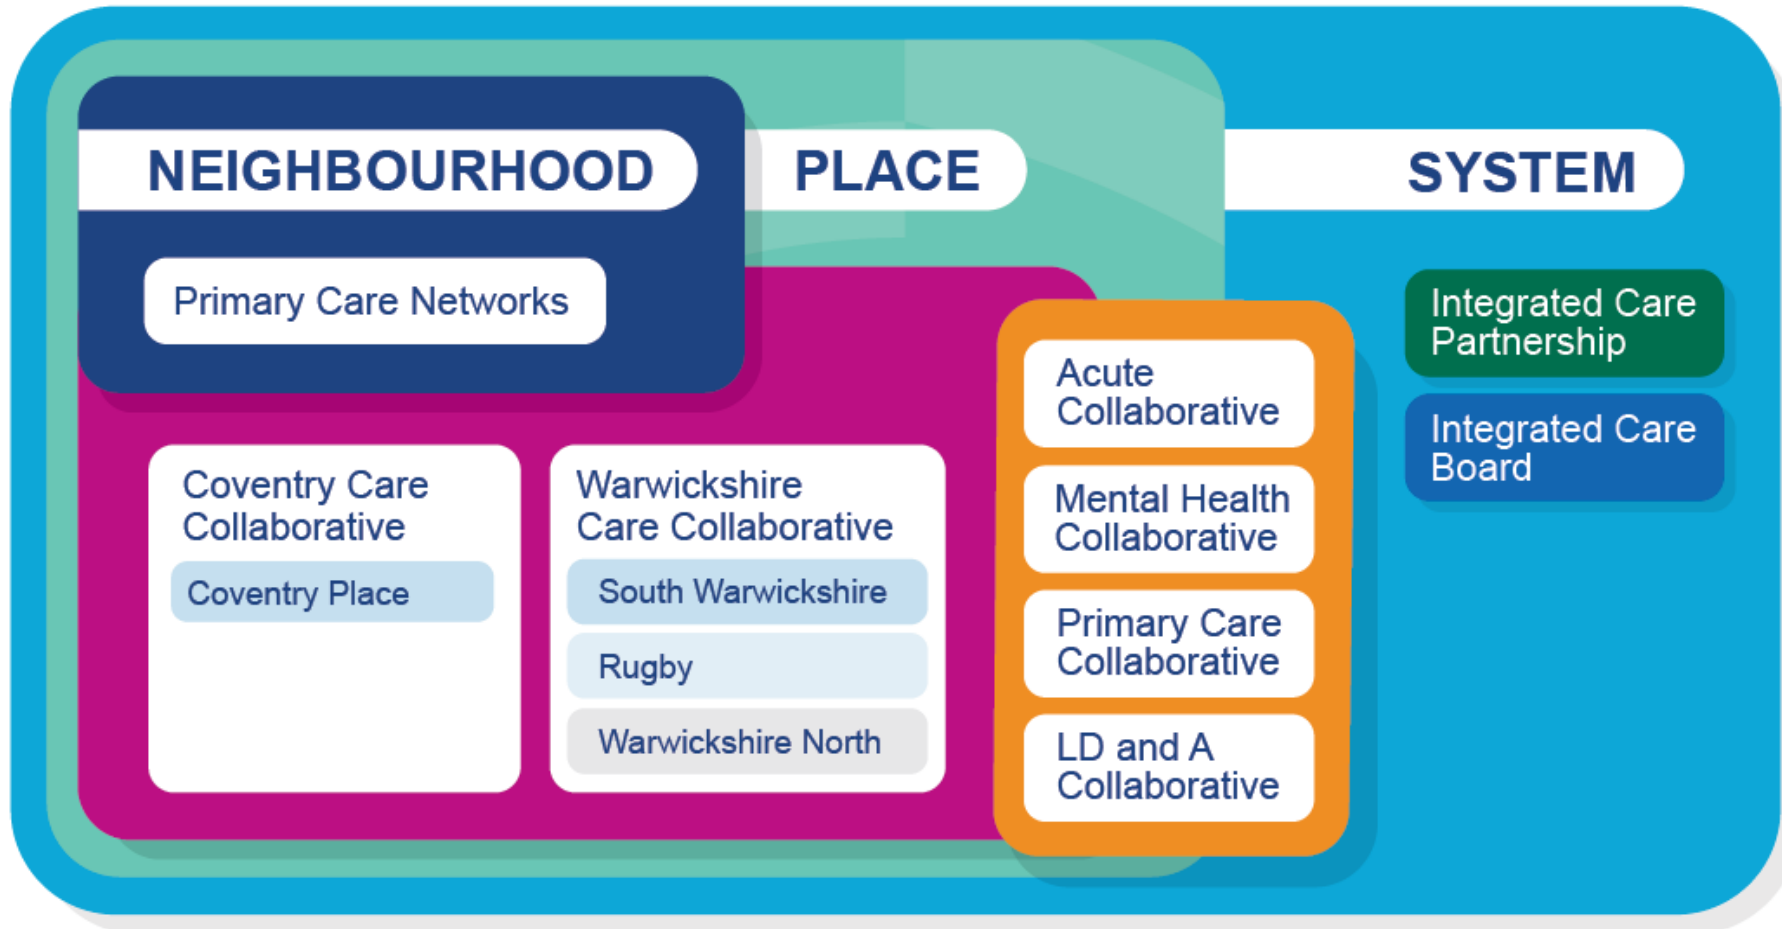 NEIGHBOURHOOD
PLACE
SYSTEM
Primary Care Networks
Coventry Care
Collaborative
Coventry Place
Warwickshire
Care Collaborative
South Warwickshire
Rugby
Warwickshire North
Acute
Collaborative
Mental Health
Collaborative
Primary Care
Collaborative
LD and A
Collaborative
Integrated Care
Partnership
Integrated Care
Board